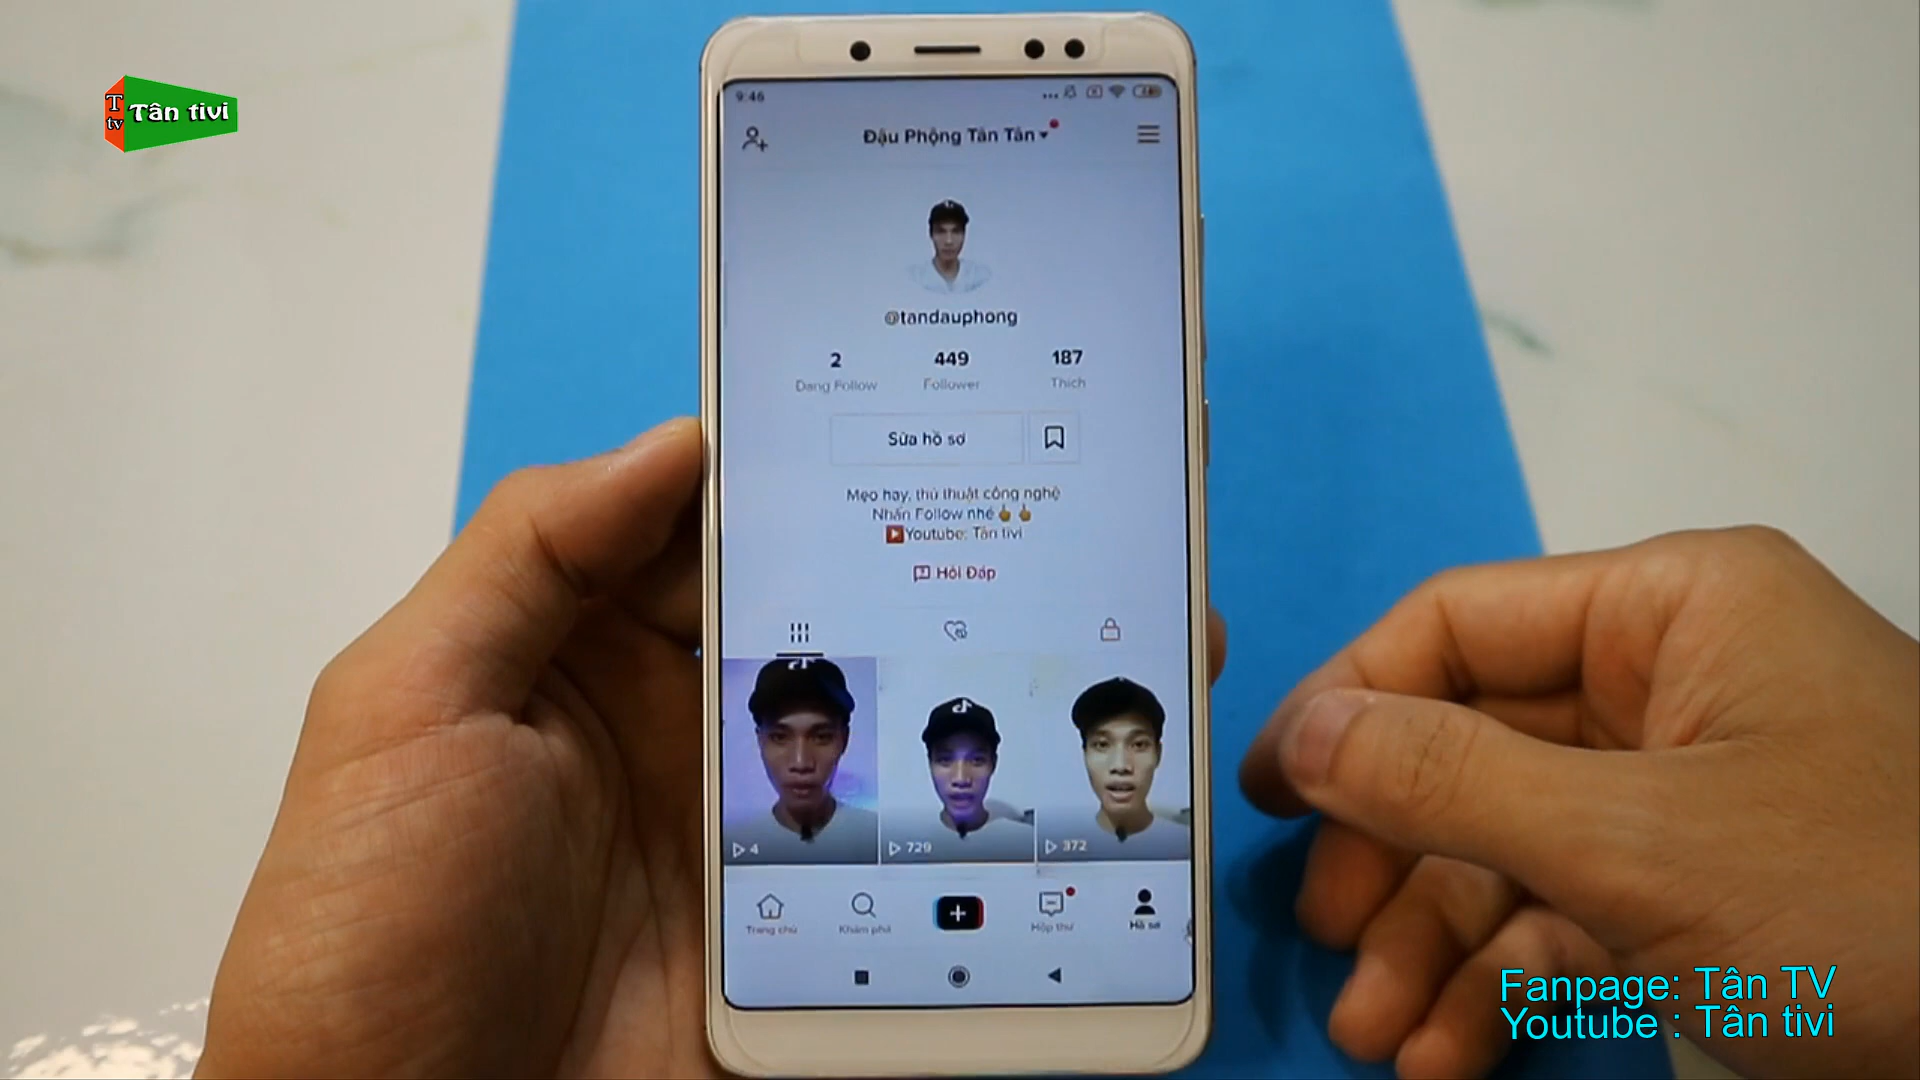 T
tv
Tân tivi
9:46
Đậu Phộng Tân Tân
@tandauphong
2
449
187
Đang Follow
Follower
Thích
Sửa hồ sơ
Mẹo hay, thủ thuật công nghệ
Nhấn Follow nhé
Youtube: Tân tivi
Hỏi Đáp
4
729
372
Trang chủ
Khám phá
Hộp thư
Hồ sơ
Fanpage: Tân TV
Youtube : Tân tivi